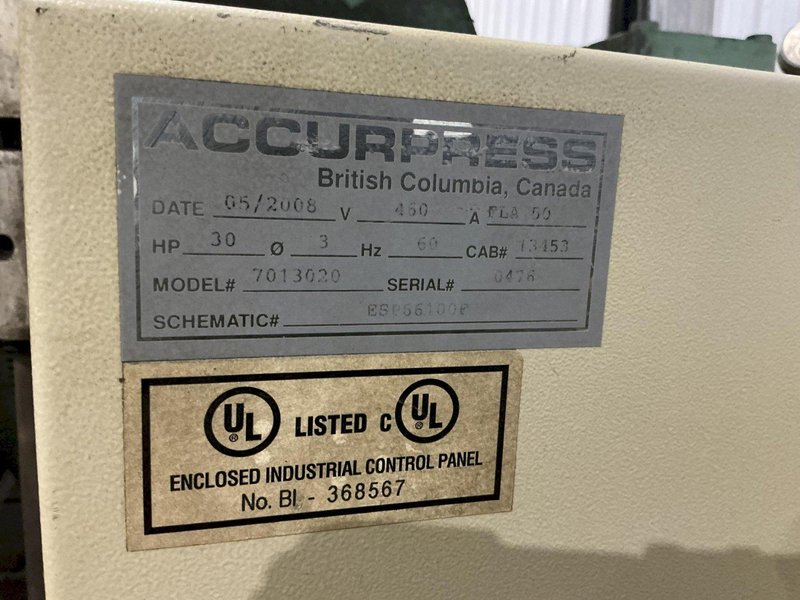 ACCURPRESS
British Columbia, Canada
DATE 05/2008 V 460 A FLA 50
HP 30 Ø 3 Hz 60 CAB# 13453
MODEL# 7013020 SERIAL# 0476
SCHEMATIC#
UL ® LISTED C UL ®
ENCLOSED INDUSTRIAL CONTROL PANEL
No. BI - 368567